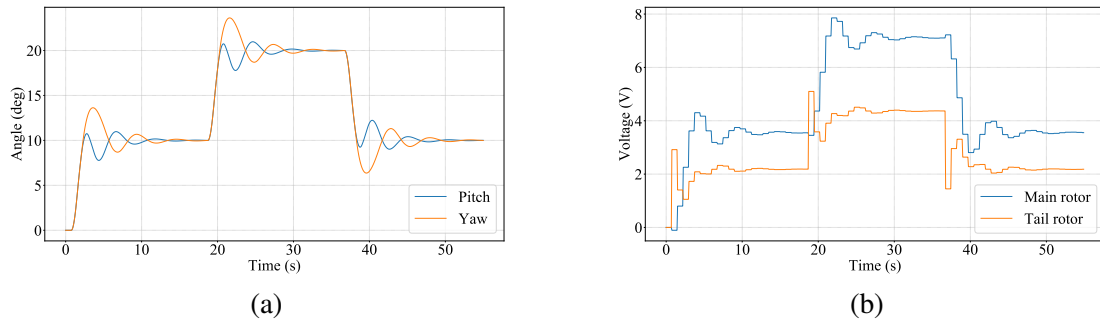 Angle (deg)
20
15
10
5
0
Pitch
Yaw
0 10 20 30 40 50
Time (s)
(a)
Voltage (V)
8
6
4
2
0
Main rotor
Tail rotor
0 10 20 30 40 50
Time (s)
(b)